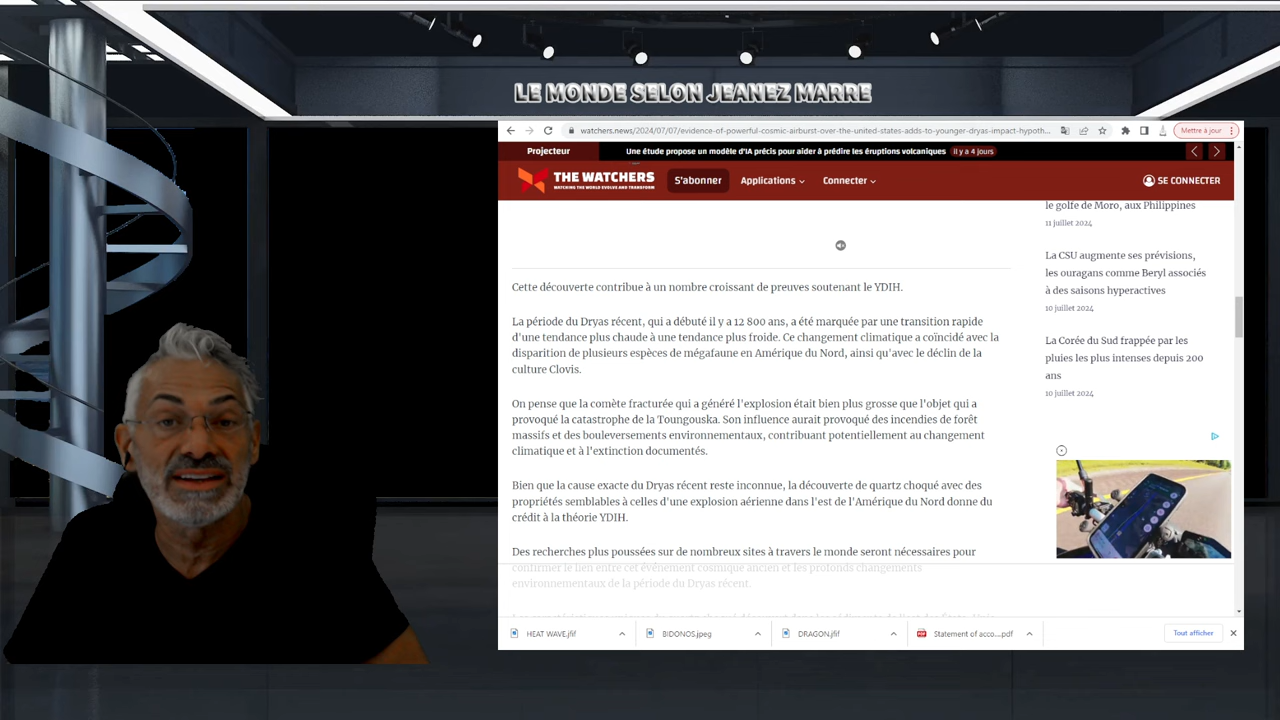 LE MONDE SELON JEANEZ MARRE
watchers.news/2024/07/07/evidence-of-powerful-cosmic-airburst-over-the-united-states-adds-to-younger-dryas-impact-hypoth...
Mettre à jour
Projecteur
Une étude propose un modèle d'IA précis pour aider à prédire les éruptions volcaniques
il y a 4 jours
THE WATCHERS
WATCHING THE WORLD EVOLVE AND TRANSFORM
S'abonner
Applications
Connecter
SE CONNECTER
Cette découverte contribue à un nombre croissant de preuves soutenant le YDIH.
La période du Dryas récent, qui a débuté il y a 12 800 ans, a été marquée par une transition rapide
d'une tendance plus chaude à une tendance plus froide. Ce changement climatique a coïncidé avec la
disparition de plusieurs espèces de mégafaune en Amérique du Nord, ainsi qu'avec le déclin de la
culture Clovis.
On pense que la comète fracturée qui a généré l'explosion était bien plus grosse que l'objet qui a
provoqué la catastrophe de la Toungouska. Son influence aurait provoqué des incendies de forêt
massifs et des bouleversements environnementaux, contribuant potentiellement au changement
climatique et à l'extinction documentés.
Bien que la cause exacte du Dryas récent reste inconnue, la découverte de quartz choqué avec des
propriétés semblables à celles d'une explosion aérienne dans l'est de l'Amérique du Nord donne du
crédit à la théorie YDIH.
Des recherches plus poussées sur de nombreux sites à travers le monde seront nécessaires pour
confirmer le lien entre cet événement cosmique ancien et les profonds changements
environnementaux de la période du Dryas récent.
le golfe de Moro, aux Philippines
11 juillet 2024
La CSU augmente ses prévisions,
les ouragans comme Beryl associés
à des saisons hyperactives
10 juillet 2024
La Corée du Sud frappée par les
pluies les plus intenses depuis 200
ans
10 juillet 2024
HEAT WAVE.jfif
BIDONOS.jpeg
DRAGON.jfif
Statement of acco....pdf
Tout afficher